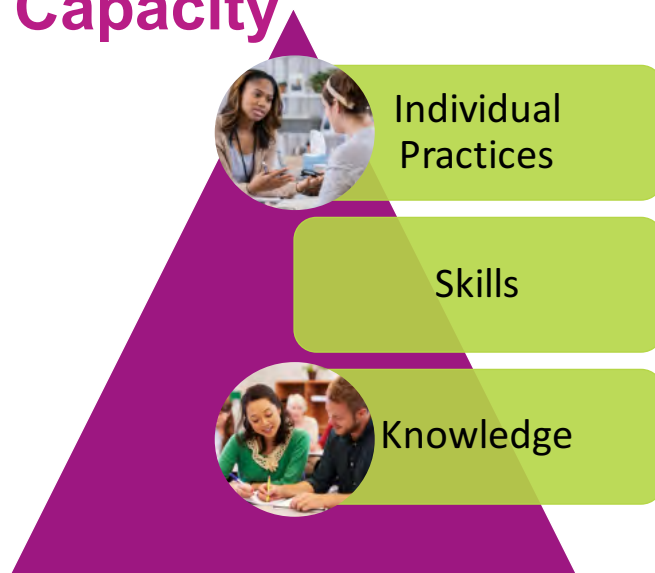 Capacity
Individual
Practices
Skills
Knowledge